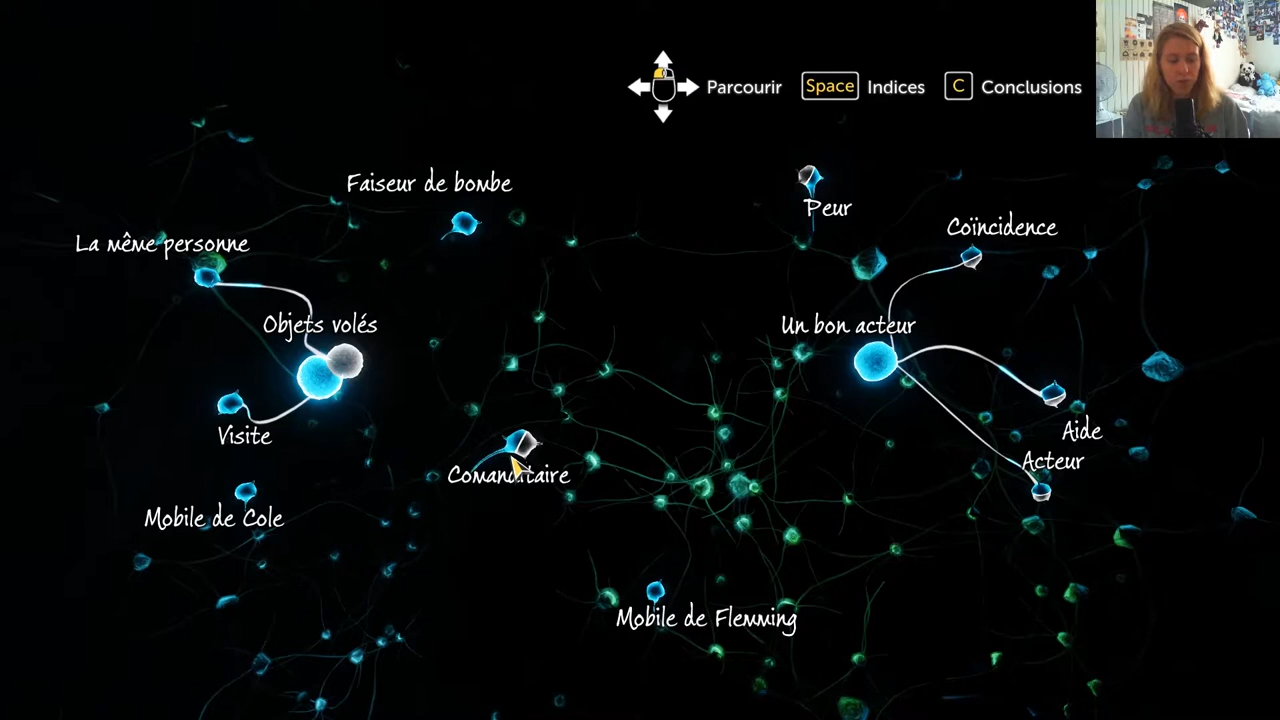 Parcourir
Space
Indices
C
Conclusions
Faiseur de bombe
Peur
La même personne
Coïncidence
Objets volés
Un bon acteur
Visite
Aide
Acteur
Comanditaire
Mobile de Cole
Mobile de Flemming